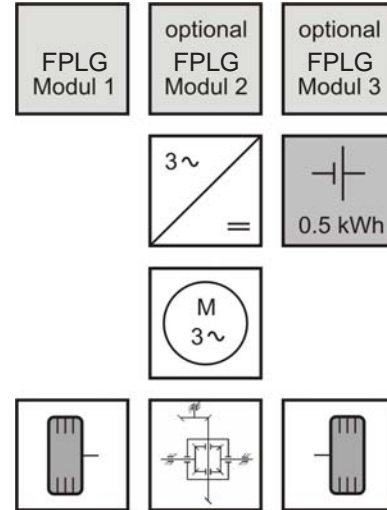 FPLG
Modul 1
optional
FPLG
Modul 2
optional
FPLG
Modul 3
3~
0.5 kWh
M
3~